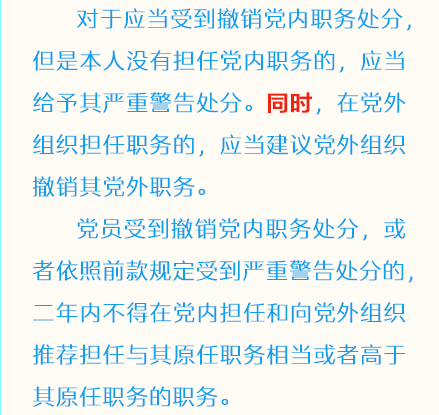 对于应当受到撤销党内职务处分，
但是本人没有担任党内职务的，应当
给予其严重警告处分。同时，在党外
组织担任职务的，应当建议党外组织
撤销其党外职务。
党员受到撤销党内职务处分，或
者依照前款规定受到严重警告处分的，
二年内不得在党内担任和向党外组织
推荐担任与其原任职务相当或者高于
其原任职务的职务。